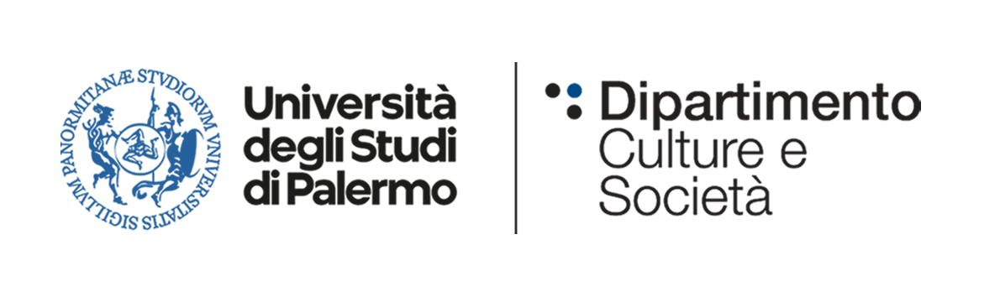 SIGILLVM PANORMITANÆ STVDIORVM VNIVERSITATIS
Università
degli Studi
di Palermo
Dipartimento
Culture e
Società